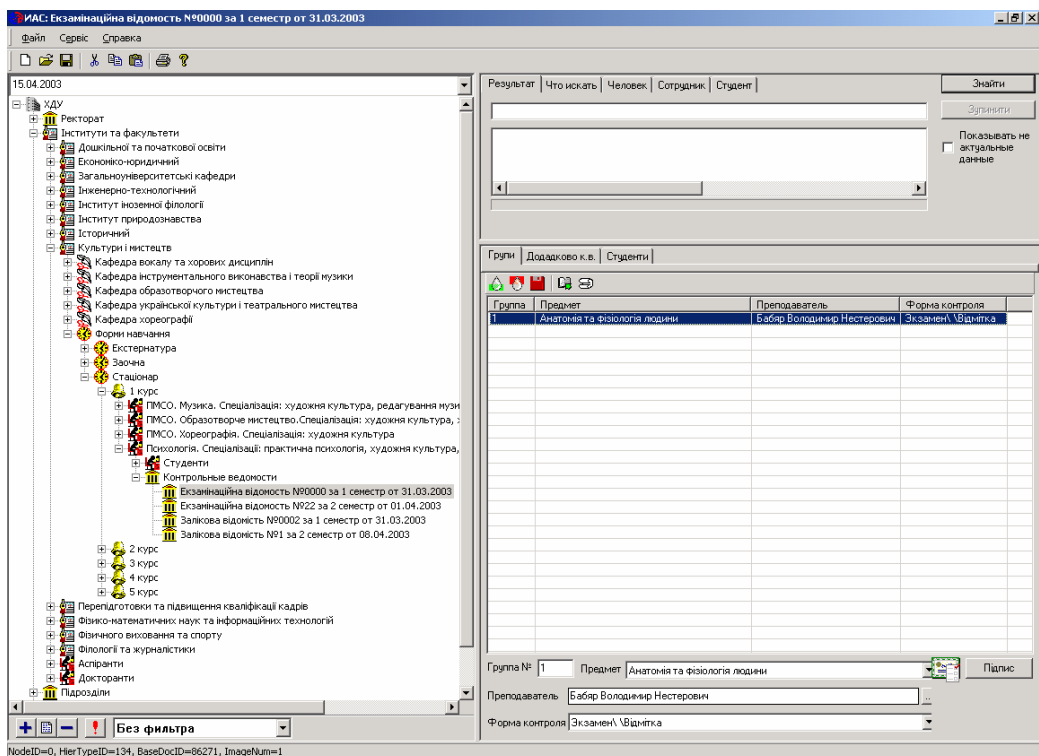 ИАС: Екзамінаційна відомость №0000 за 1 семестр от 31.03.2003
Файл Сервіс Справка
15.04.2003
ХДУ
Ректорат
Інститути та факультети
Дошкільної та початкової освіти
Економіко-юридичний
Загальноуніверситетські кафедри
Інженерно-технологічний
Інститут іноземної філології
Інститут природознавства
Історичний
Культури і мистецтв
Кафедра вокалу та хорових дисциплін
Кафедра інструментального виконавства і теорії музики
Кафедра образотворчого мистецтва
Кафедра української культури і театрального мистецтва
Кафедра хореографії
Форми навчання
Екстернатура
Заочна
Стаціонар
1 курс
ПМСО. Музика. Спеціалізація: художня культура, редагування музи
ПМСО. Образотворче мистецтво.Спеціалізація: художня культура,
ПМСО. Хореографія. Спеціалізація: художня культура
Психологія. Спеціалізації: практична психологія, художня культура,
Студенти
Контрольные ведомости
Екзамінаційна відомость №0000 за 1 семестр от 31.03.2003
Екзамінаційна відомость №22 за 2 семестр от 01.04.2003
Залікова відомість №0002 за 1 семестр от 31.03.2003
Залікова відомість №1 за 2 семестр от 08.04.2003
2 курс
3 курс
4 курс
5 курс
Перепідготовки та підвищення кваліфікації кадрів
Фізико-математичних наук та інформаційних технологій
Фізичного виховання та спорту
Філології та журналістики
Аспіранти
Докторанти
Підрозділи
Без фильтра
NodeID=0, HierTypeID=134, BaseDocID=86271, ImageNum=1
Результат Что искать Человек Сотрудник Студент
Знайти
Зупинити
Показывать не
актуальные
данные
Групи Додадково к.в. Студенти
Группа Предмет Преподаватель Форма контроля
1 Анатомія та фізіологія людини Бабяр Володимир Нестерович Экзамен\ \Відмітка
Группа № 1 Предмет Анатомія та фізіологія людини Підпис
Преподаватель Бабяр Володимир Нестерович ..
Форма контроля Экзамен\ \Відмітка